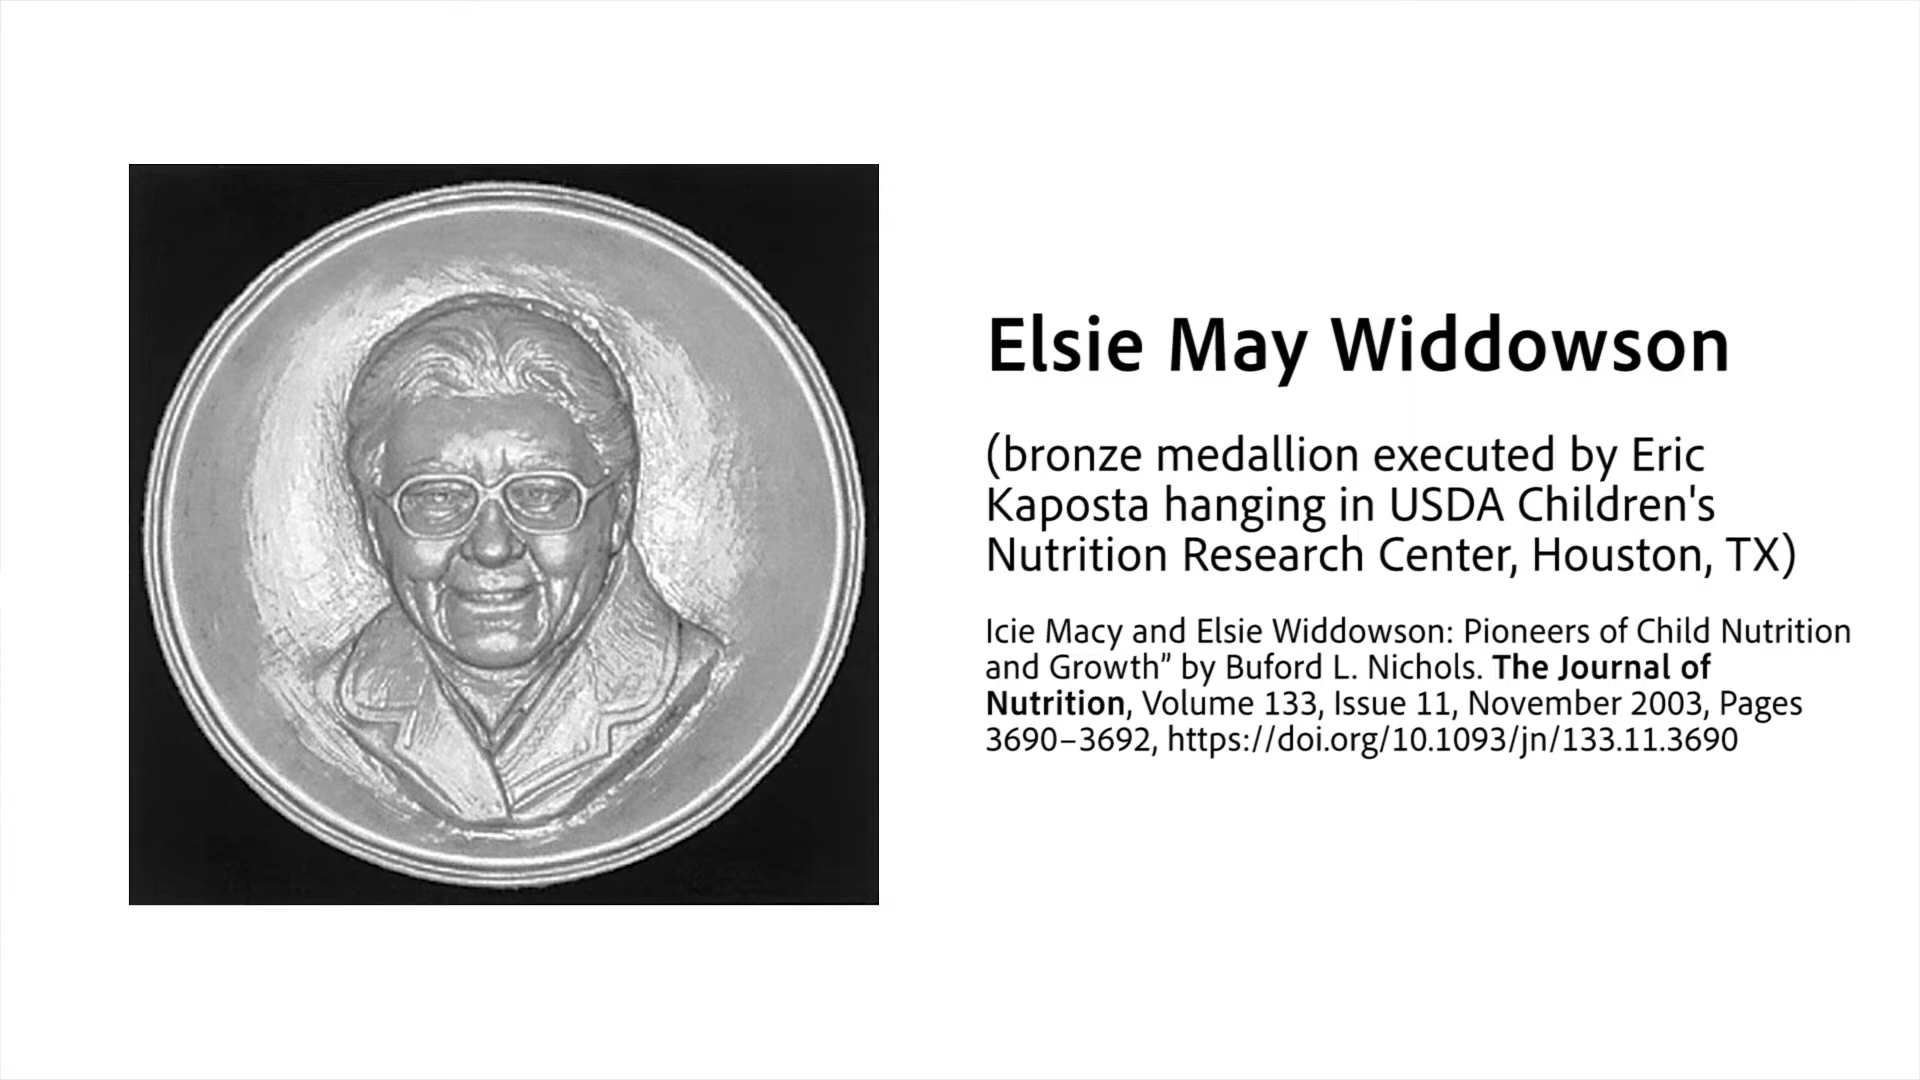 Elsie May Widdowson
(bronze medallion executed by Eric
Kaposta hanging in USDA Children's
Nutrition Research Center, Houston, TX)
Icie Macy and Elsie Widdowson: Pioneers of Child Nutrition
and Growth” by Buford L. Nichols. The Journal of
Nutrition, Volume 133, Issue 11, November 2003, Pages
3690–3692, https://doi.org/10.1093/jn/133.11.3690